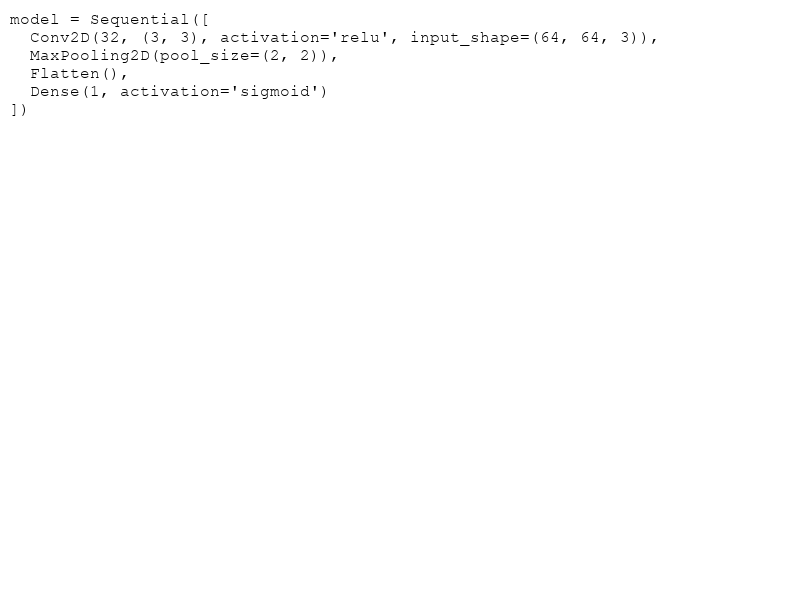 model = Sequential([
  Conv2D(32, (3, 3), activation='relu', input_shape=(64, 64, 3)),
  MaxPooling2D(pool_size=(2, 2)),
  Flatten(),
  Dense(1, activation='sigmoid')
])